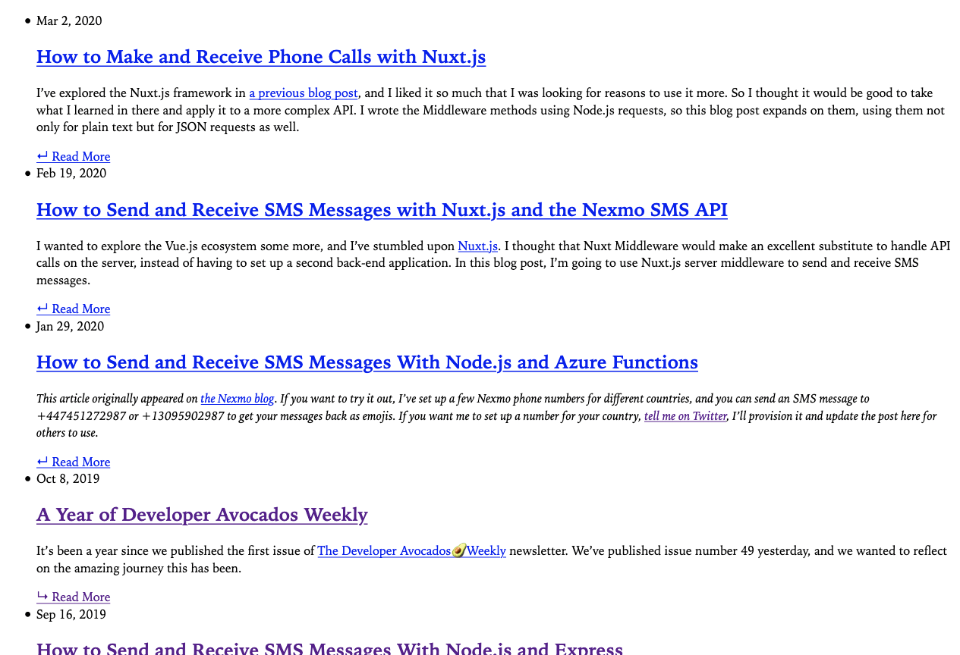 • Mar 2, 2020
How to Make and Receive Phone Calls with Nuxt.js
I've explored the Nuxt.js framework in a previous blog post, and I liked it so much that I was looking for reasons to use it more. So I thought it would be good to take
what I learned in there and apply it to a more complex API. I wrote the Middleware methods using Node.js requests, so this blog post expands on them, using them not
only for plain text but for JSON requests as well.
↵ Read More
• Feb 19, 2020
How to Send and Receive SMS Messages with Nuxt.js and the Nexmo SMS API
I wanted to explore the Vue.js ecosystem some more, and I've stumbled upon Nuxt.js. I thought that Nuxt Middleware would make an excellent substitute to handle API
calls on the server, instead of having to set up a second back-end application. In this blog post, I'm going to use Nuxt.js server middleware to send and receive SMS
messages.
↵ Read More
• Jan 29, 2020
How to Send and Receive SMS Messages With Node.js and Azure Functions
This article originally appeared on the Nexmo blog. If you want to try it out, I've set up a few Nexmo phone numbers for different countries, and you can send an SMS message to
+447451272987 or +13095902987 to get your messages back as emojis. If you want me to set up a number for your country, tell me on Twitter, I'll provision it and update the post here for
others to use.
↵ Read More
• Oct 8, 2019
A Year of Developer Avocados Weekly
It's been a year since we published the first issue of The Developer Avocados🥑Weekly newsletter. We've published issue number 49 yesterday, and we wanted to reflect
on the amazing journey this has been.
↳ Read More
• Sep 16, 2019
How to Send and Receive SMS Messages With Node.js and Express